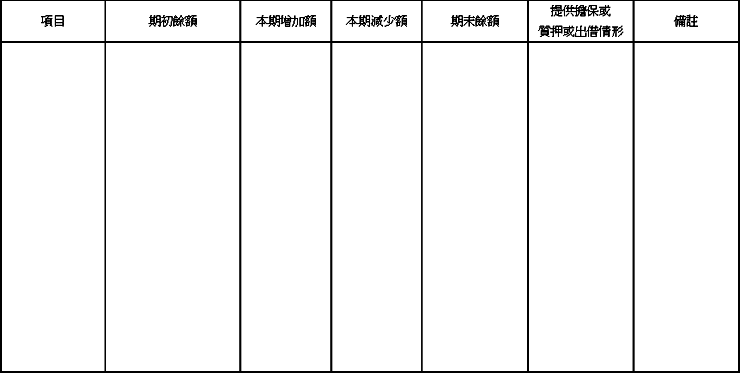 項目
期初餘額
本期增加額
本期減少額
期末餘額
提供擔保或
質押或出借情形
備註